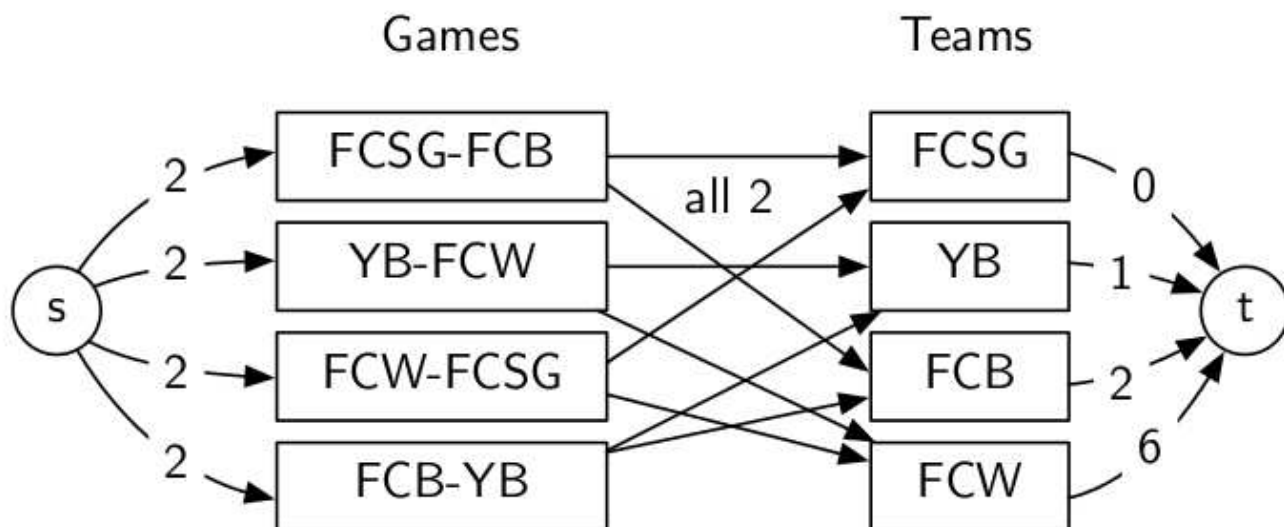 Games Teams
FCSG-FCB FCSG
2 0
all 2
2 YB-FCW YB 1
s t
2 FCW-FCSG FCB 2
2 6
FCB-YB FCW